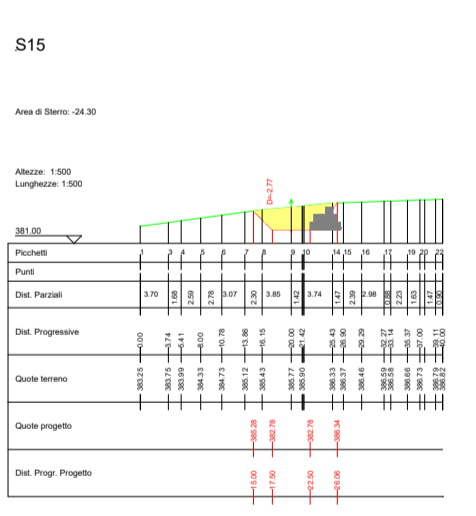 S15
Area di Sterro: -24.30
Altezze: 1:500
Lunghezze: 1:500
D=-2.77
381.00
Picchetti 1 3 4 5 6 7 8 9 10 14 15 16 17 18 19 20 22
Punti
Dist. Parziali 3.70 1.68 2.59 2.78 3.07 2.30 3.85 1.42 3.74 1.47 2.39 2.98 0.88 2.23 1.63 1.47 0.90
Dist. Progressive 0.00 3.74 5.41 8.00 10.78 13.86 16.15 20.00 21.42 25.43 26.90 29.29 32.27 33.14 35.37 37.00 39.11 40.00
Quote terreno 383.25 383.75 383.99 384.33 384.73 385.12 385.43 385.77 385.90 386.33 386.37 386.46 386.59 386.58 386.66 386.73 386.79 386.82
Quote progetto 385.28 382.78 382.78 386.34
Dist. Progr. Progetto 15.00 17.50 22.50 26.06